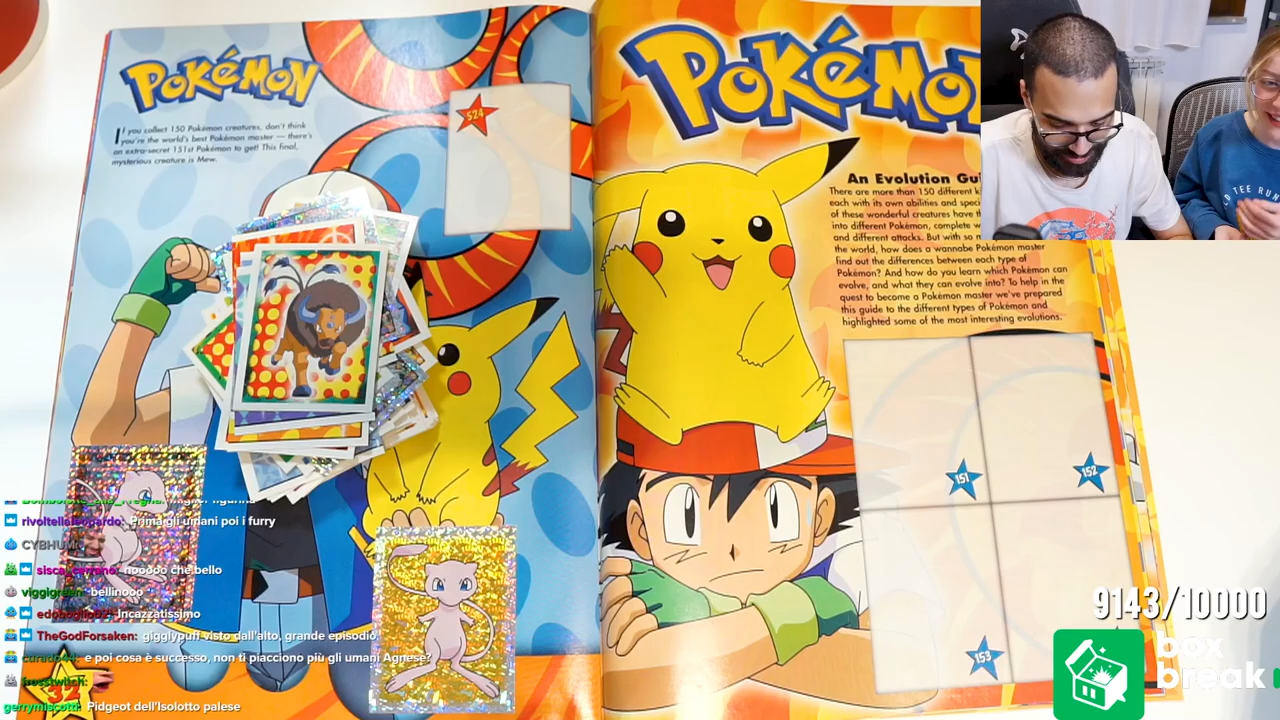 Pokémon
If you collect 150 Pokémon creatures, don't think
you're the world's best Pokémon master — there's
an extra-secret 151st Pokémon to get! This final,
mysterious creature is Mew.
S24
Pokémon
An Evolution Gui
There are more than 150 different k
each with its own abilities and speci
of these wonderful creatures have th
into different Pokémon, complete w
and different attacks. But with so m
the world, how does a wannabe Pokémon master
find out the differences between each type of
Pokémon? And how do you learn which Pokémon can
evolve, and what they can evolve into? To help in the
quest to become a Pokémon master we've prepared
this guide to the different types of Pokémon and
highlighted some of the most interesting evolutions.
151
152
153
32
rivoltellaleopardo: Prima gli umani poi i furry
CYBHUM
sisca_serrano: nooooo che bello
viggigreen: bellinooo
Incazzatissimo
TheGodForsaken: gigglypuff visto dall'alto, grande episodio
e poi cosa è successo, non ti piacciono più gli umani Agnese?
gerrymiscotti: Pidgeot dell'Isolotto palese
9143/10000
box
break